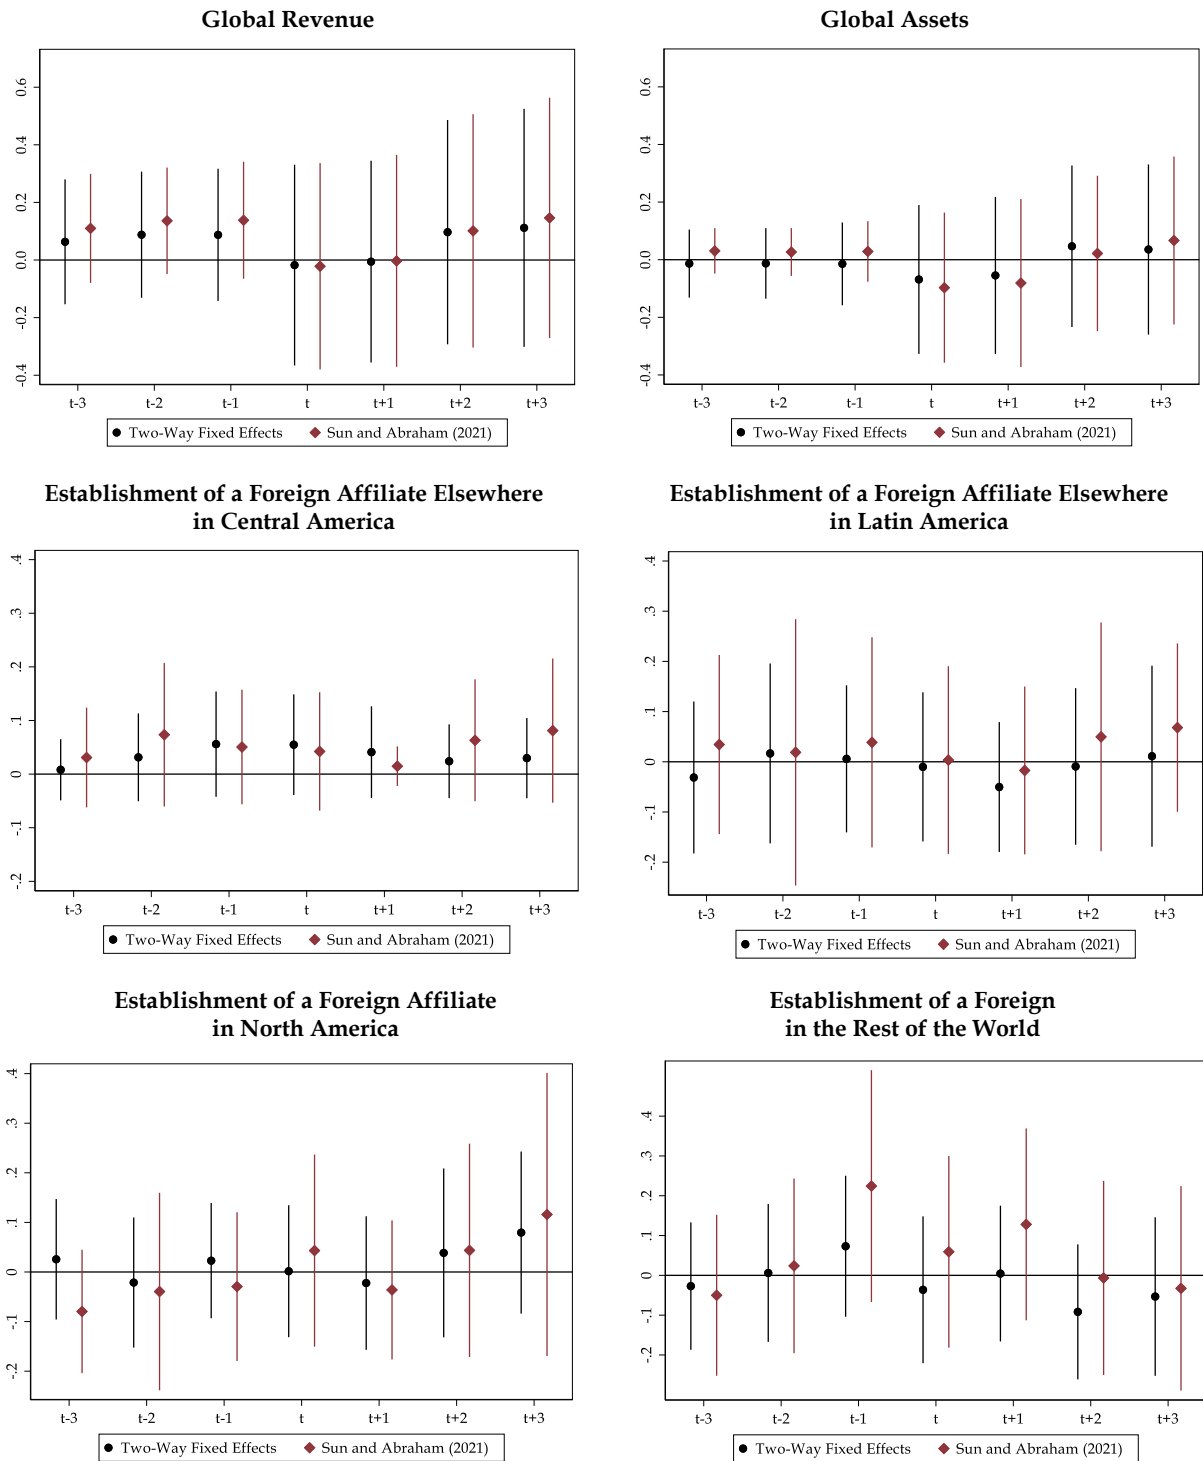 Global Revenue
0.6
0.4
0.2
0.0
-0.2
-0.4
t-3 t-2 t-1 t t+1 t+2 t+3
Two-Way Fixed Effects Sun and Abraham (2021)
Global Assets
0.6
0.4
0.2
0.0
-0.2
-0.4
t-3 t-2 t-1 t t+1 t+2 t+3
Two-Way Fixed Effects Sun and Abraham (2021)
Establishment of a Foreign Affiliate Elsewhere
in Central America
.4
.3
.2
.1
0
-.1
-.2
t-3 t-2 t-1 t t+1 t+2 t+3
Two-Way Fixed Effects Sun and Abraham (2021)
Establishment of a Foreign Affiliate Elsewhere
in Latin America
.4
.3
.2
.1
0
-.1
-.2
t-3 t-2 t-1 t t+1 t+2 t+3
Two-Way Fixed Effects Sun and Abraham (2021)
Establishment of a Foreign Affiliate
in North America
.4
.3
.2
.1
0
-.1
-.2
t-3 t-2 t-1 t t+1 t+2 t+3
Two-Way Fixed Effects Sun and Abraham (2021)
Establishment of a Foreign
in the Rest of the World
.4
.3
.2
.1
0
-.1
-.2
t-3 t-2 t-1 t t+1 t+2 t+3
Two-Way Fixed Effects Sun and Abraham (2021)